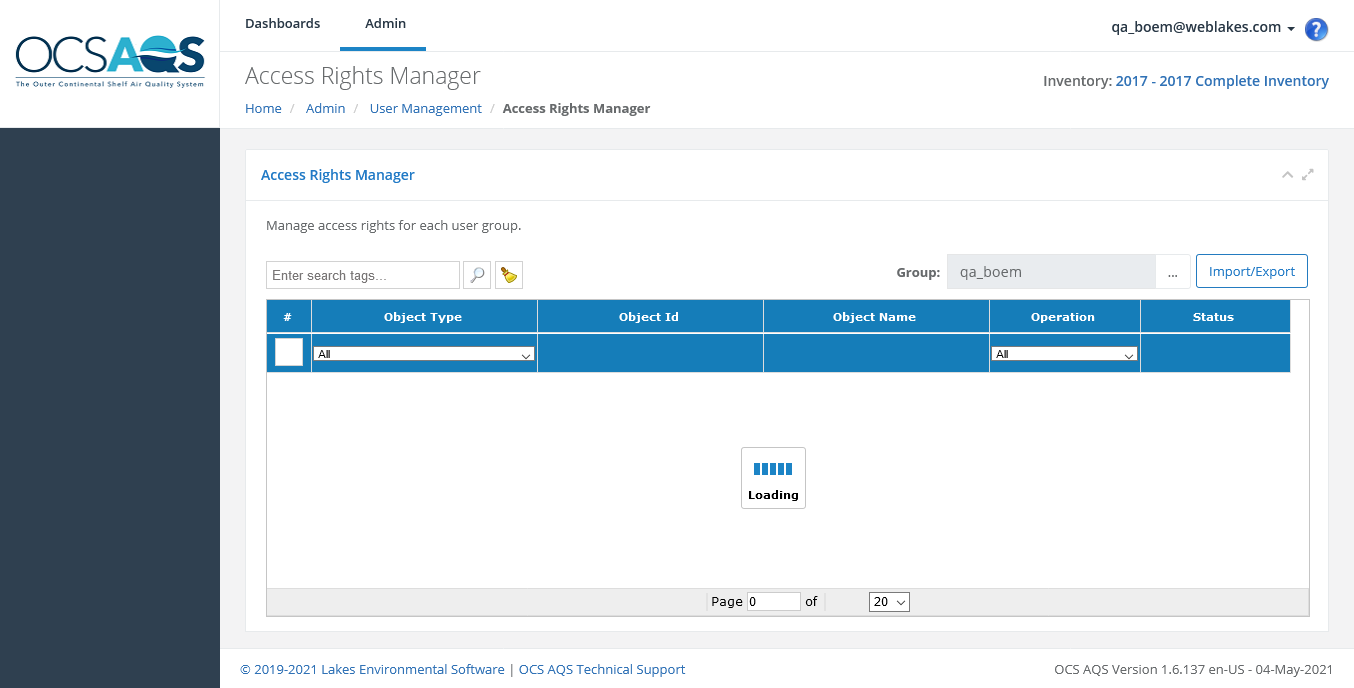 OCSAQS
The Outer Continental Shelf Air Quality System
Dashboards Admin
qa_boem@weblakes.com ?
Access Rights Manager
Inventory: 2017 - 2017 Complete Inventory
Home / Admin / User Management / Access Rights Manager
Access Rights Manager
Manage access rights for each user group.
Enter search tags...
Group: qa_boem ... Import/Export
# Object Type Object Id Object Name Operation Status
All All
Loading
Page 0 of 20
© 2019-2021 Lakes Environmental Software | OCS AQS Technical Support
OCS AQS Version 1.6.137 en-US - 04-May-2021